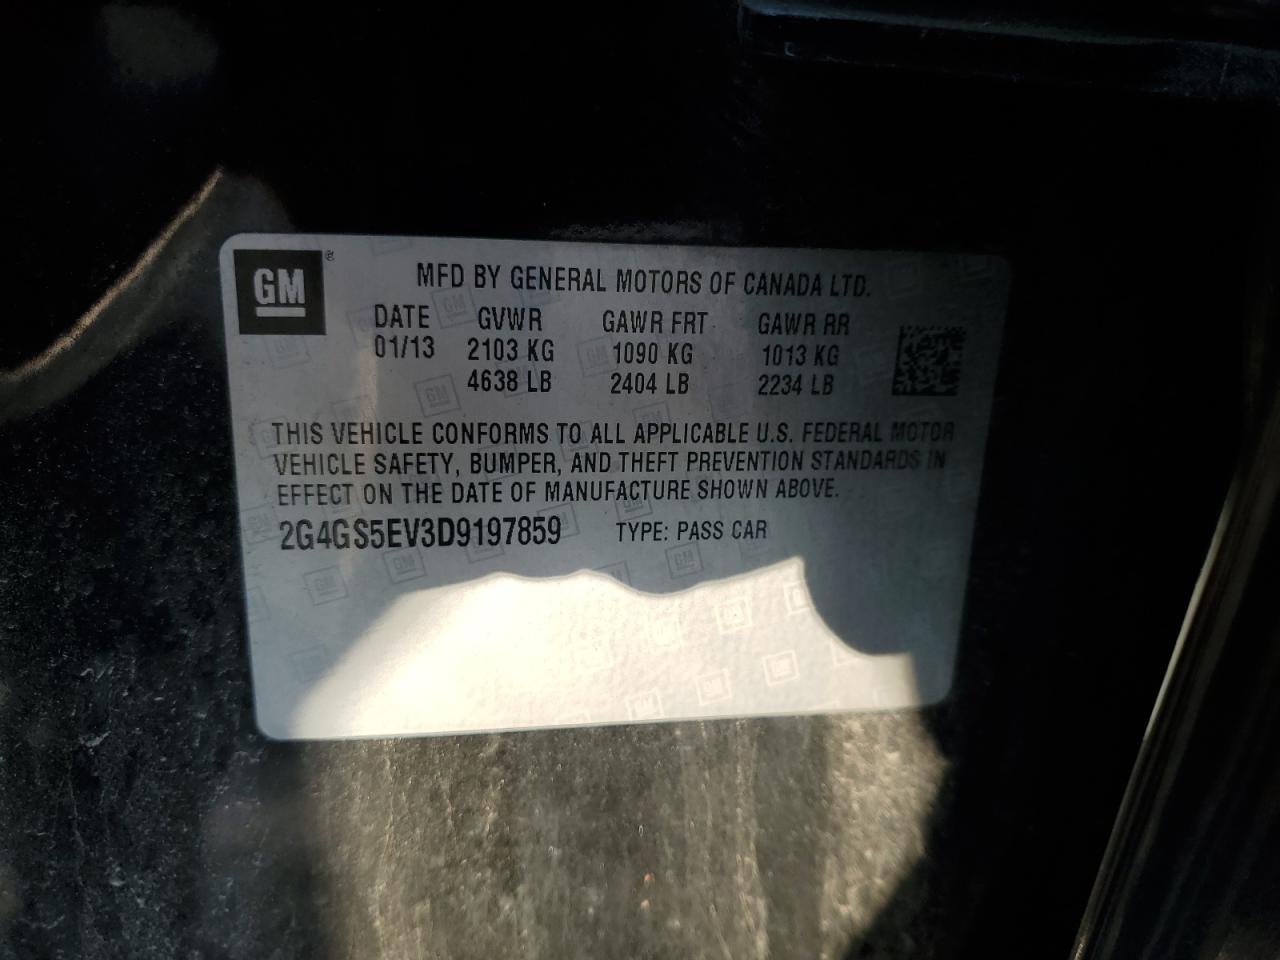 GM®
MFD BY GENERAL MOTORS OF CANADA LTD.
DATE GVWR GAWR FRT GAWR RR
01/13 2103 KG 1090 KG 1013 KG
4638 LB 2404 LB 2234 LB
THIS VEHICLE CONFORMS TO ALL APPLICABLE U.S. FEDERAL MOTOR
VEHICLE SAFETY, BUMPER, AND THEFT PREVENTION STANDARDS IN
EFFECT ON THE DATE OF MANUFACTURE SHOWN ABOVE.
2G4GS5EV3D9197859 TYPE: PASS CAR